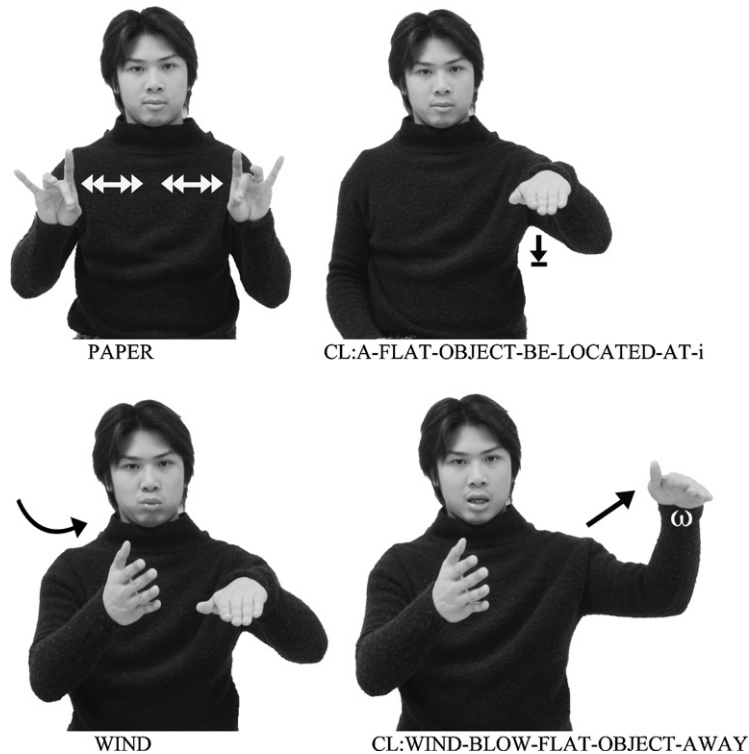 PAPER
CL:A-FLAT-OBJECT-BE-LOCATED-AT-i
ω
WIND
CL:WIND-BLOW-FLAT-OBJECT-AWAY